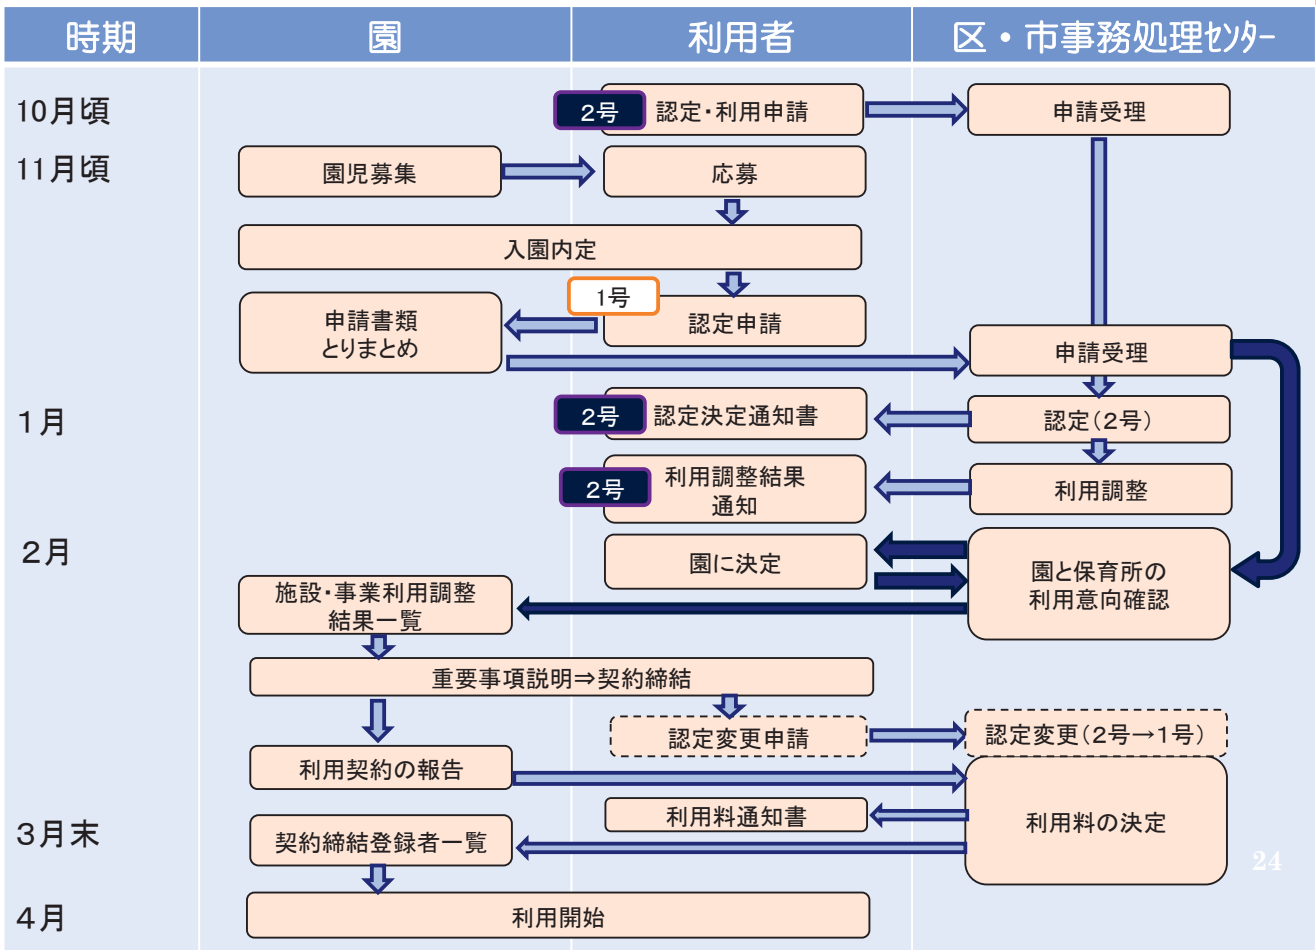 時期
園
利用者
区・市事務処理ｾﾝﾀｰ
10月頃
2号
認定・利用申請
申請受理
11月頃
園児募集
応募
入園内定
1号
申請書類
とりまとめ
認定申請
申請受理
1月
2号
認定決定通知書
認定(2号)
2号
利用調整結果
通知
利用調整
2月
園に決定
園と保育所の
利用意向確認
施設・事業利用調整
結果一覧
重要事項説明⇒契約締結
認定変更申請
認定変更(2号→1号)
利用契約の報告
利用料通知書
利用料の決定
3月末
契約締結登録者一覧
24
4月
利用開始